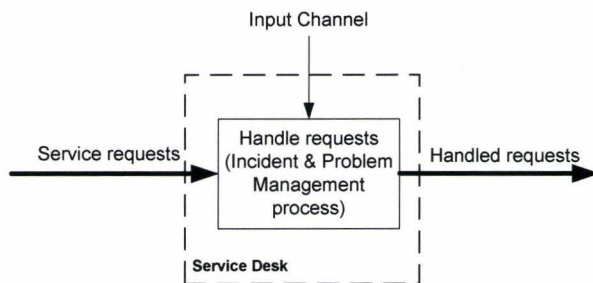 Input Channel
Service requests
Handle requests
(Incident & Problem
Management
process)
Handled requests
Service Desk